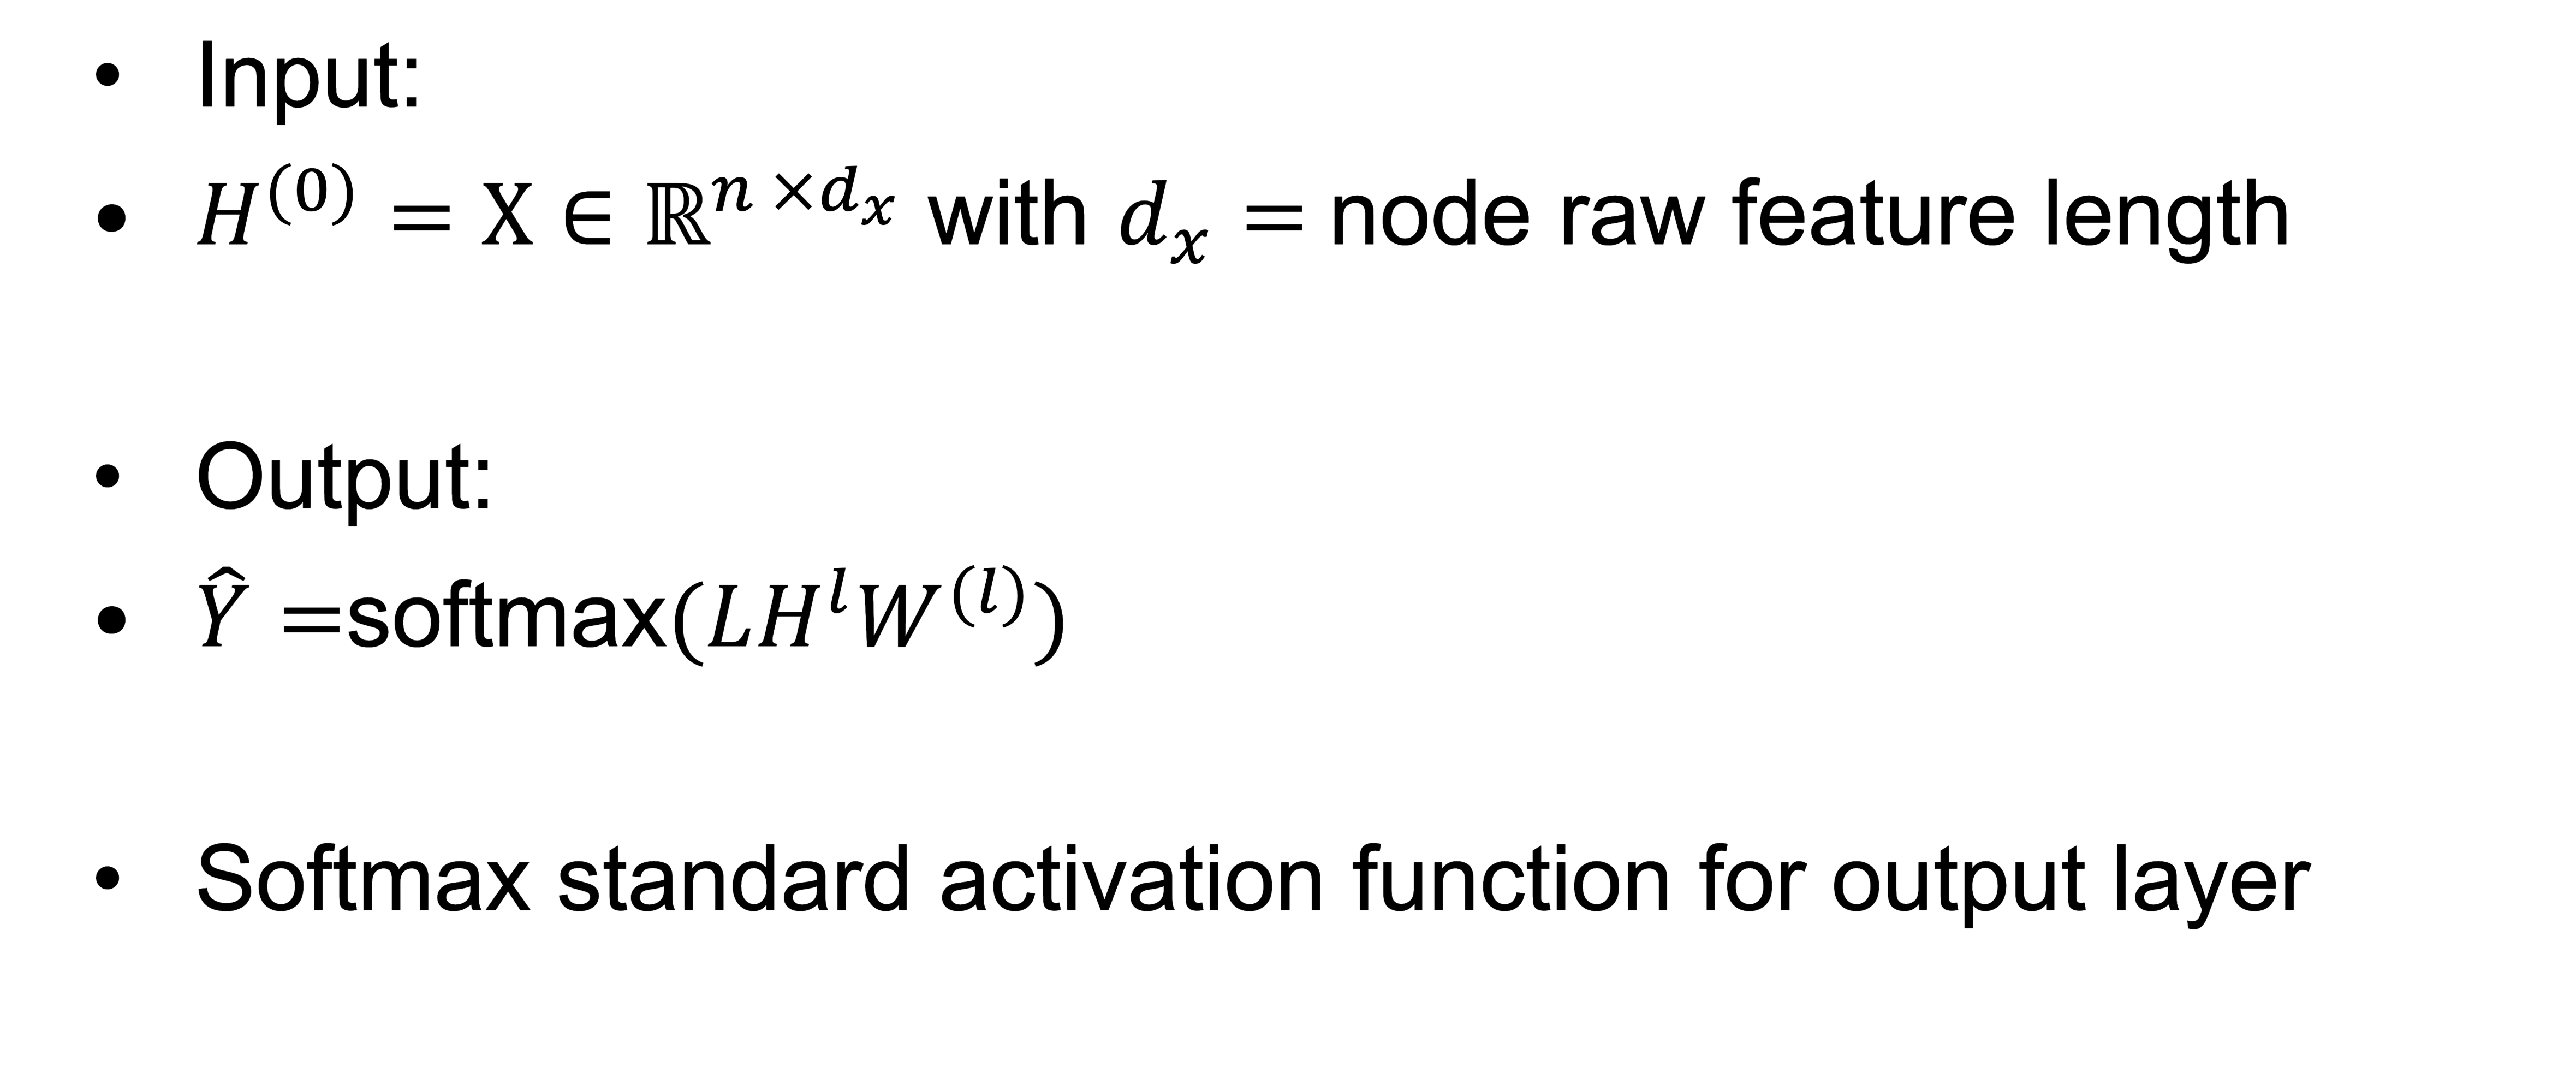 • Input:
• $H^{(0)} = \mathrm{X} \in \mathbb{R}^{n \times d_x}$ with $d_x =$ node raw feature length
• Output:
• $\hat{Y} =$softmax$(LH^{l}W^{(l)})$
• Softmax standard activation function for output layer